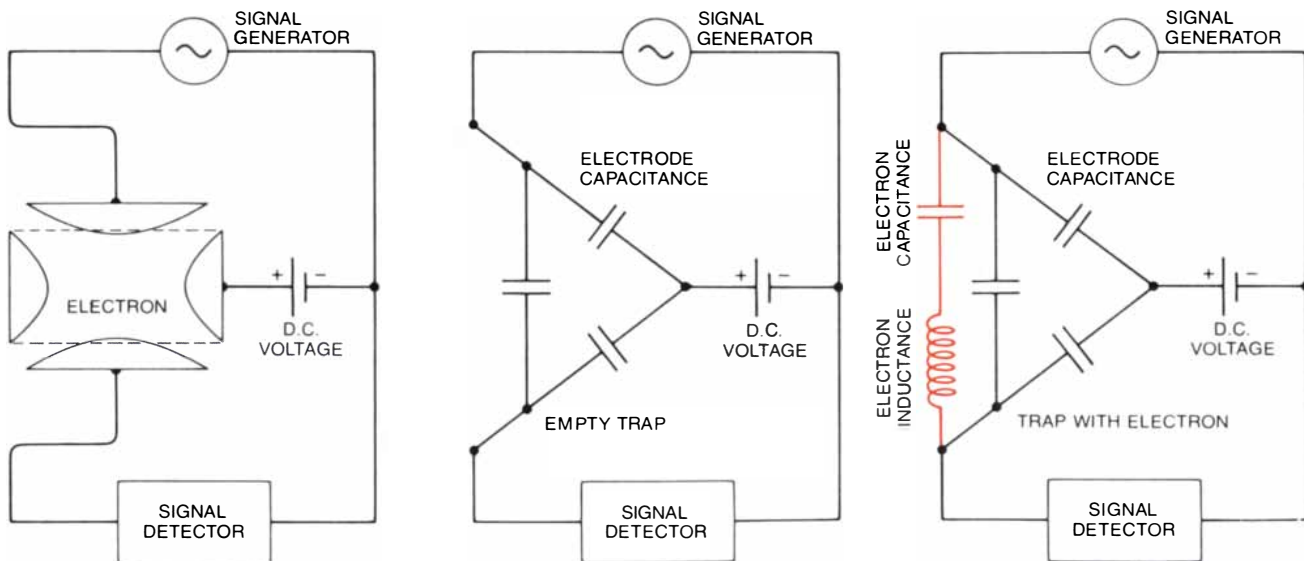 SIGNAL
GENERATOR
+ −
ELECTRON
D.C.
VOLTAGE
SIGNAL
DETECTOR
SIGNAL
GENERATOR
ELECTRODE
CAPACITANCE
+ −
D.C.
VOLTAGE
EMPTY TRAP
SIGNAL
DETECTOR
SIGNAL
GENERATOR
ELECTRON
CAPACITANCE
ELECTRODE
CAPACITANCE
+ −
D.C.
VOLTAGE
ELECTRON
INDUCTANCE
TRAP WITH ELECTRON
SIGNAL
DETECTOR